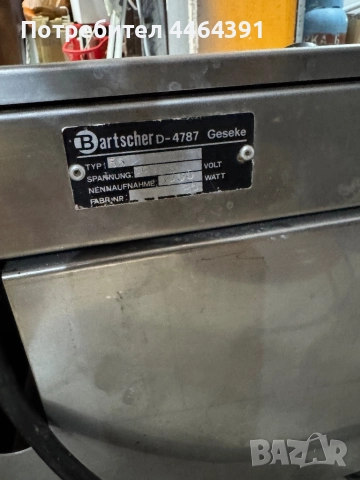 Потребител 4464391
Bartscher D-4787 Geseke
TYP:
SPANNUNG: VOLT
NENNAUFNAHME: WATT
FABR.NR.
BAZAR